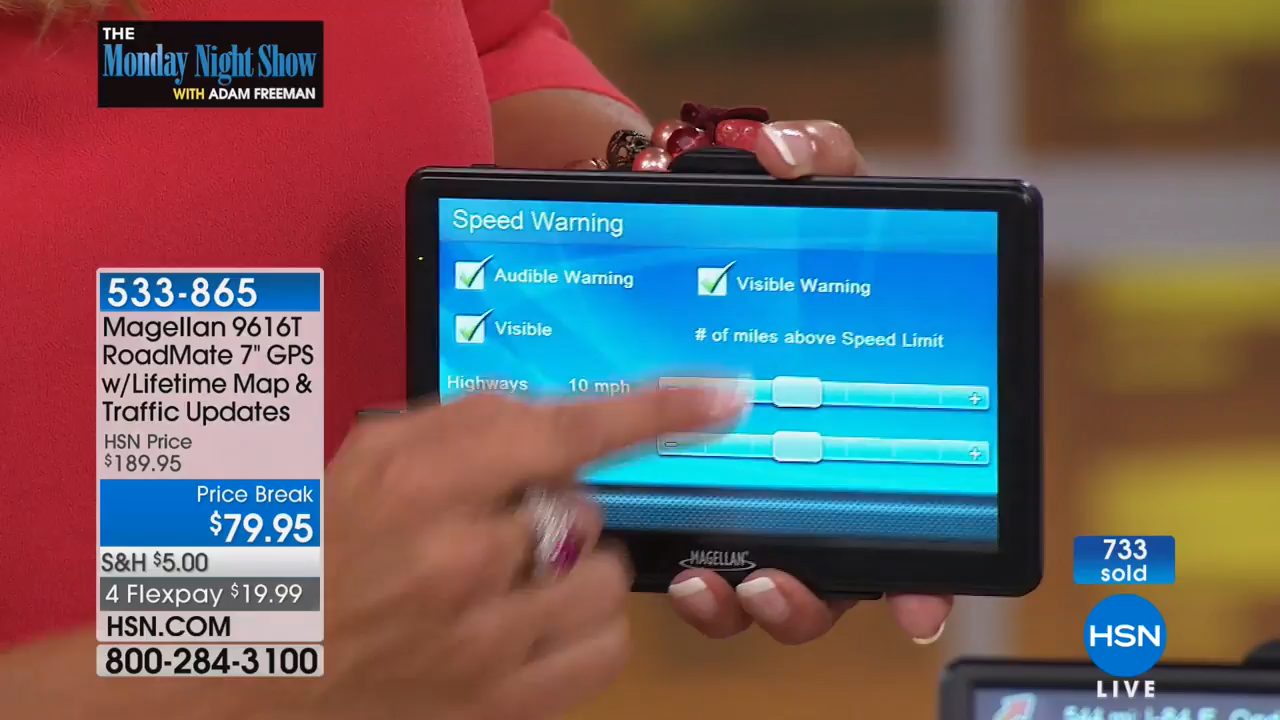 THE
Monday Night Show
WITH ADAM FREEMAN
533-865
Magellan 9616T
RoadMate 7" GPS
w/Lifetime Map &
Traffic Updates
HSN Price
$189.95
Price Break
$79.95
S&H $5.00
4 Flexpay $19.99
HSN.COM
800-284-3100
Speed Warning
Audible Warning
Visible Warning
Visible
# of miles above Speed Limit
Highways 10 mph
- +
- +
MAGELLAN
733
sold
HSN
LIVE